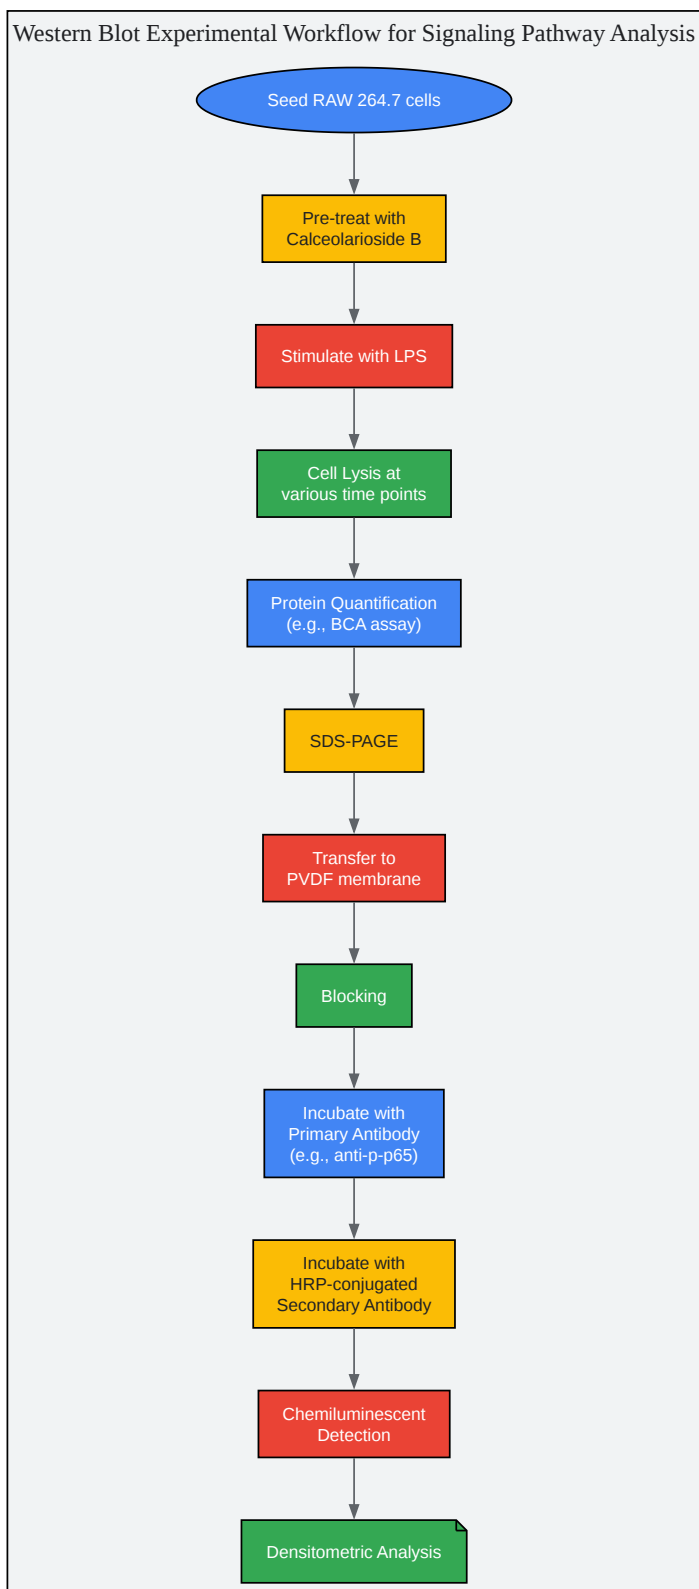 Western Blot Experimental Workflow for Signaling Pathway Analysis
Seed RAW 264.7 cells
Pre-treat with
Calceolarioside B
Stimulate with LPS
Cell Lysis at
various time points
Protein Quantification
(e.g., BCA assay)
SDS-PAGE
Transfer to
PVDF membrane
Blocking
Incubate with
Primary Antibody
(e.g., anti-p-p65)
Incubate with
HRP-conjugated
Secondary Antibody
Chemiluminescent
Detection
Densitometric Analysis